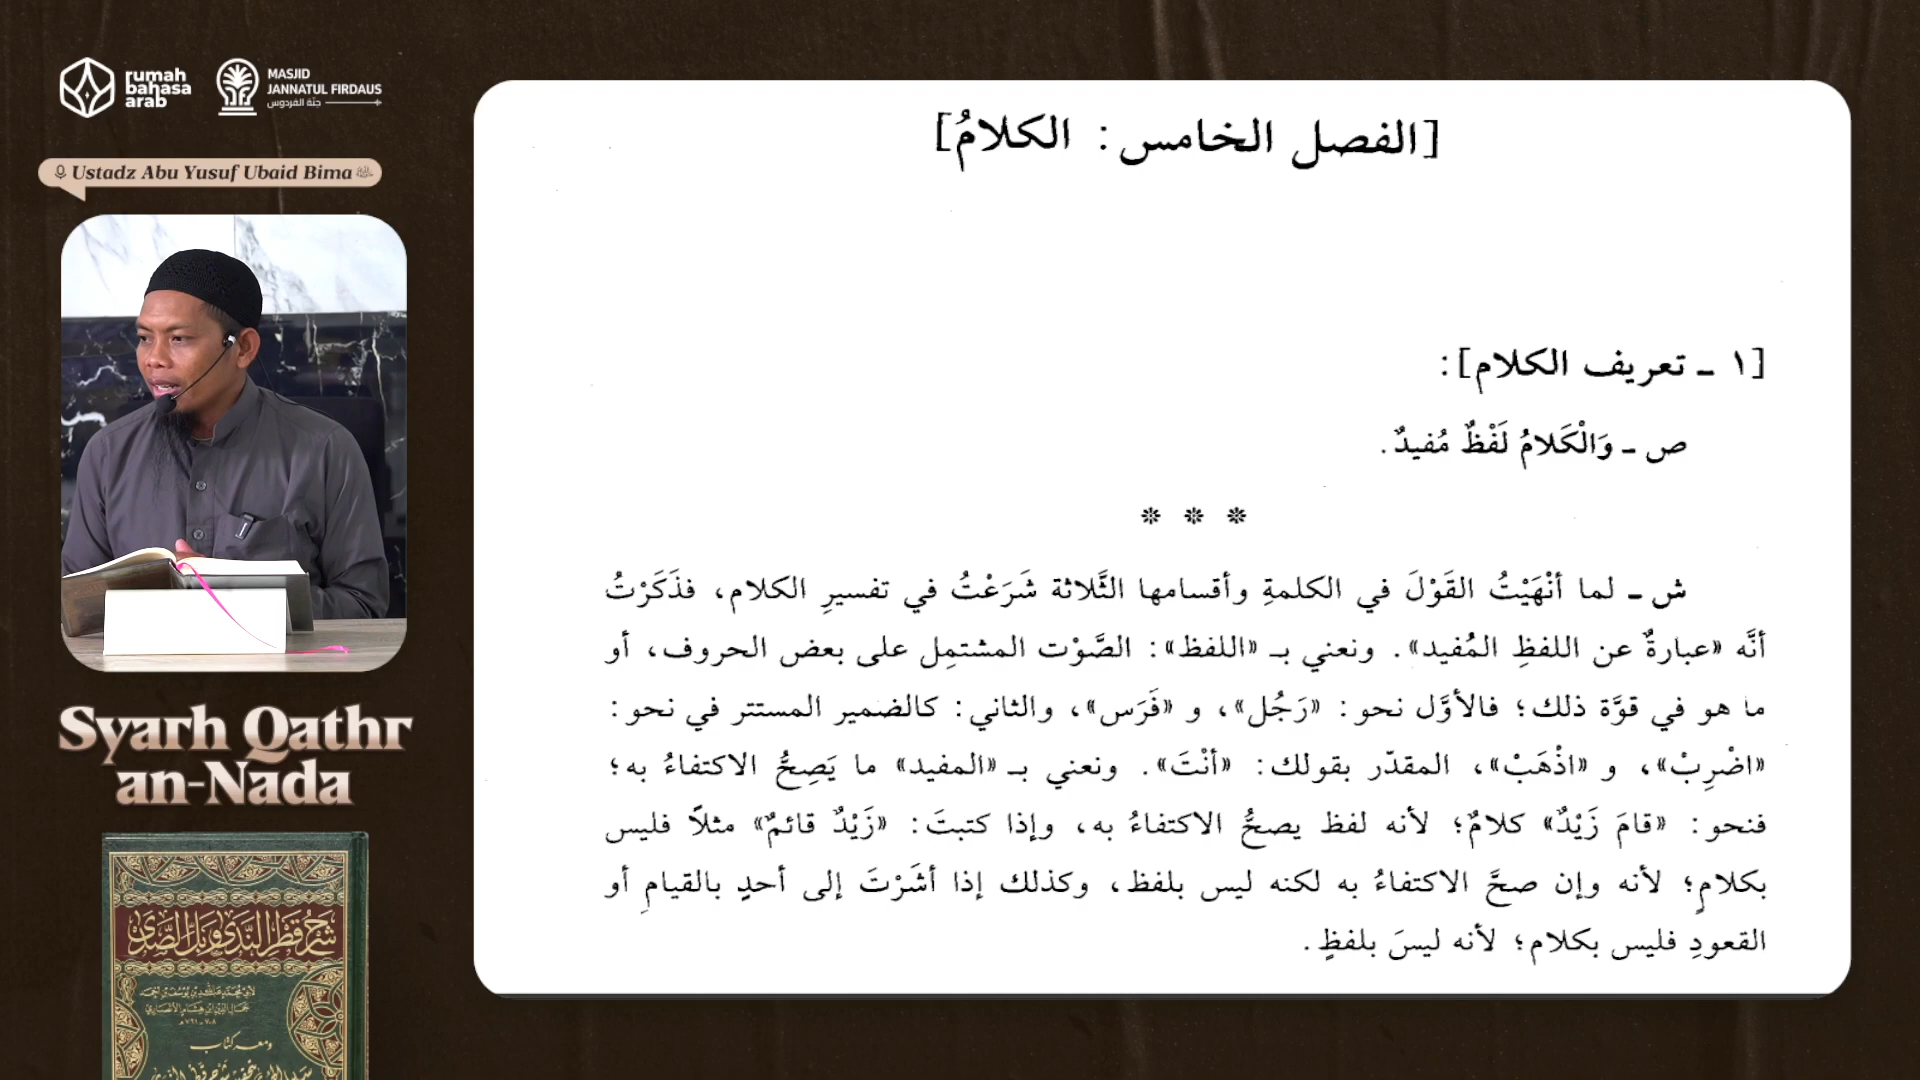 rumah
bahasa
arab
MASJID
JANNATUL FIRDAUS
جنّة الفردوس
Ustadz Abu Yusuf Ubaid Bima
Syarh Qathr
an-Nada
شرح قطر الندى وبل الصدى
ومعه كتاب
[الفصل الخامس: الكلامُ]
[١ ـ تعريف الكلام]:
ص ـ وَالْكَلامُ لَفْظٌ مُفيدٌ.
* * *
ش ـ لما أنْهَيْتُ القَوْلَ في الكلمةِ وأقسامها الثَّلاثة شَرَعْتُ في تفسيرِ الكلام، فذَكَرْتُ
أنَّه «عبارةٌ عن اللفظِ المُفيد». ونعني بـ «اللفظ»: الصَّوْت المشتمِل على بعض الحروف، أو
ما هو في قوَّة ذلك؛ فالأوَّل نحو: «رَجُل»، و «فَرَس»، والثاني: كالضمير المستتر في نحو:
«اضْرِبْ»، و «اذْهَبْ»، المقدّر بقولك: «أنْتَ». ونعني بـ «المفيد» ما يَصِحُّ الاكتفاءُ به؛
فنحو: «قامَ زَيْدٌ» كلامٌ؛ لأنه لفظ يصحُّ الاكتفاءُ به، وإذا كتبتَ: «زَيْدٌ قائمٌ» مثلاً فليس
بكلامٍ؛ لأنه وإن صحَّ الاكتفاءُ به لكنه ليس بلفظ، وكذلك إذا أشَرْتَ إلى أحدٍ بالقيامِ أو
القعودِ فليس بكلام؛ لأنه ليسَ بلفظٍ.